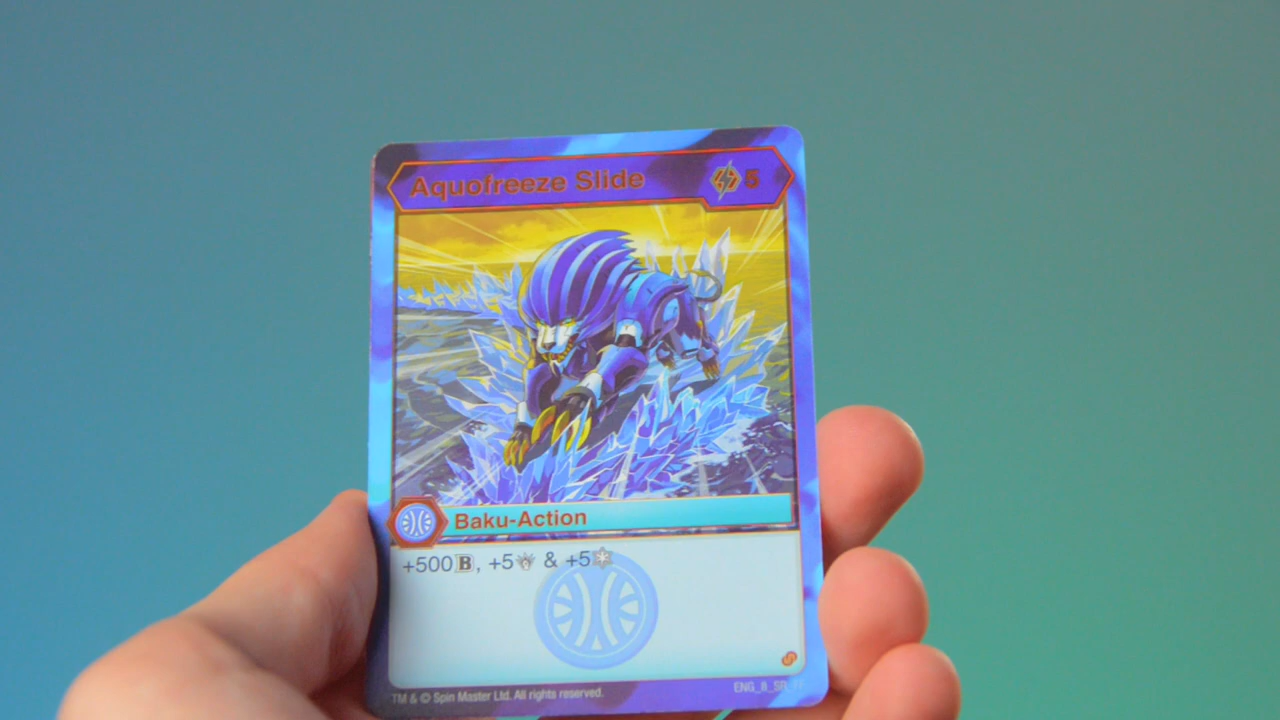 Aquofreeze Slide 5
Baku-Action
+500 B, +5 & +5
TM & © Spin Master Ltd. All rights reserved.